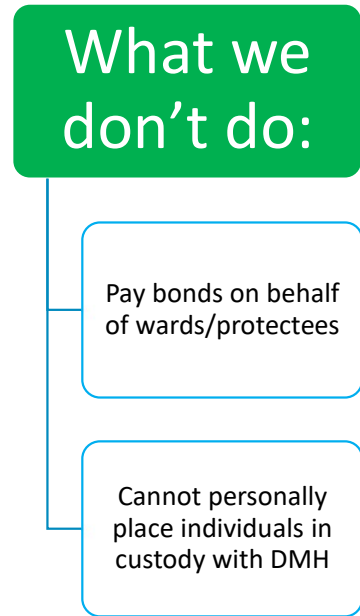 What we
don’t do:
Pay bonds on behalf
of wards/protectees
Cannot personally
place individuals in
custody with DMH